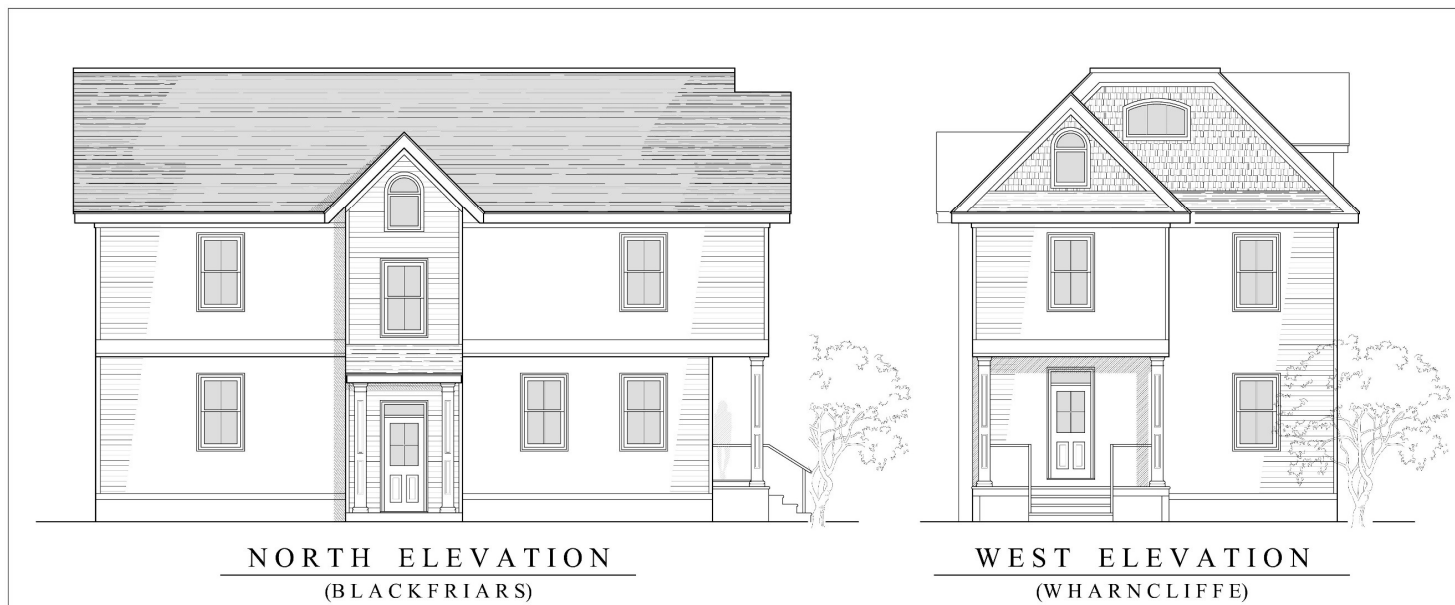 NORTH ELEVATION
(BLACKFRIARS)
WEST ELEVATION
(WHARNCLIFFE)